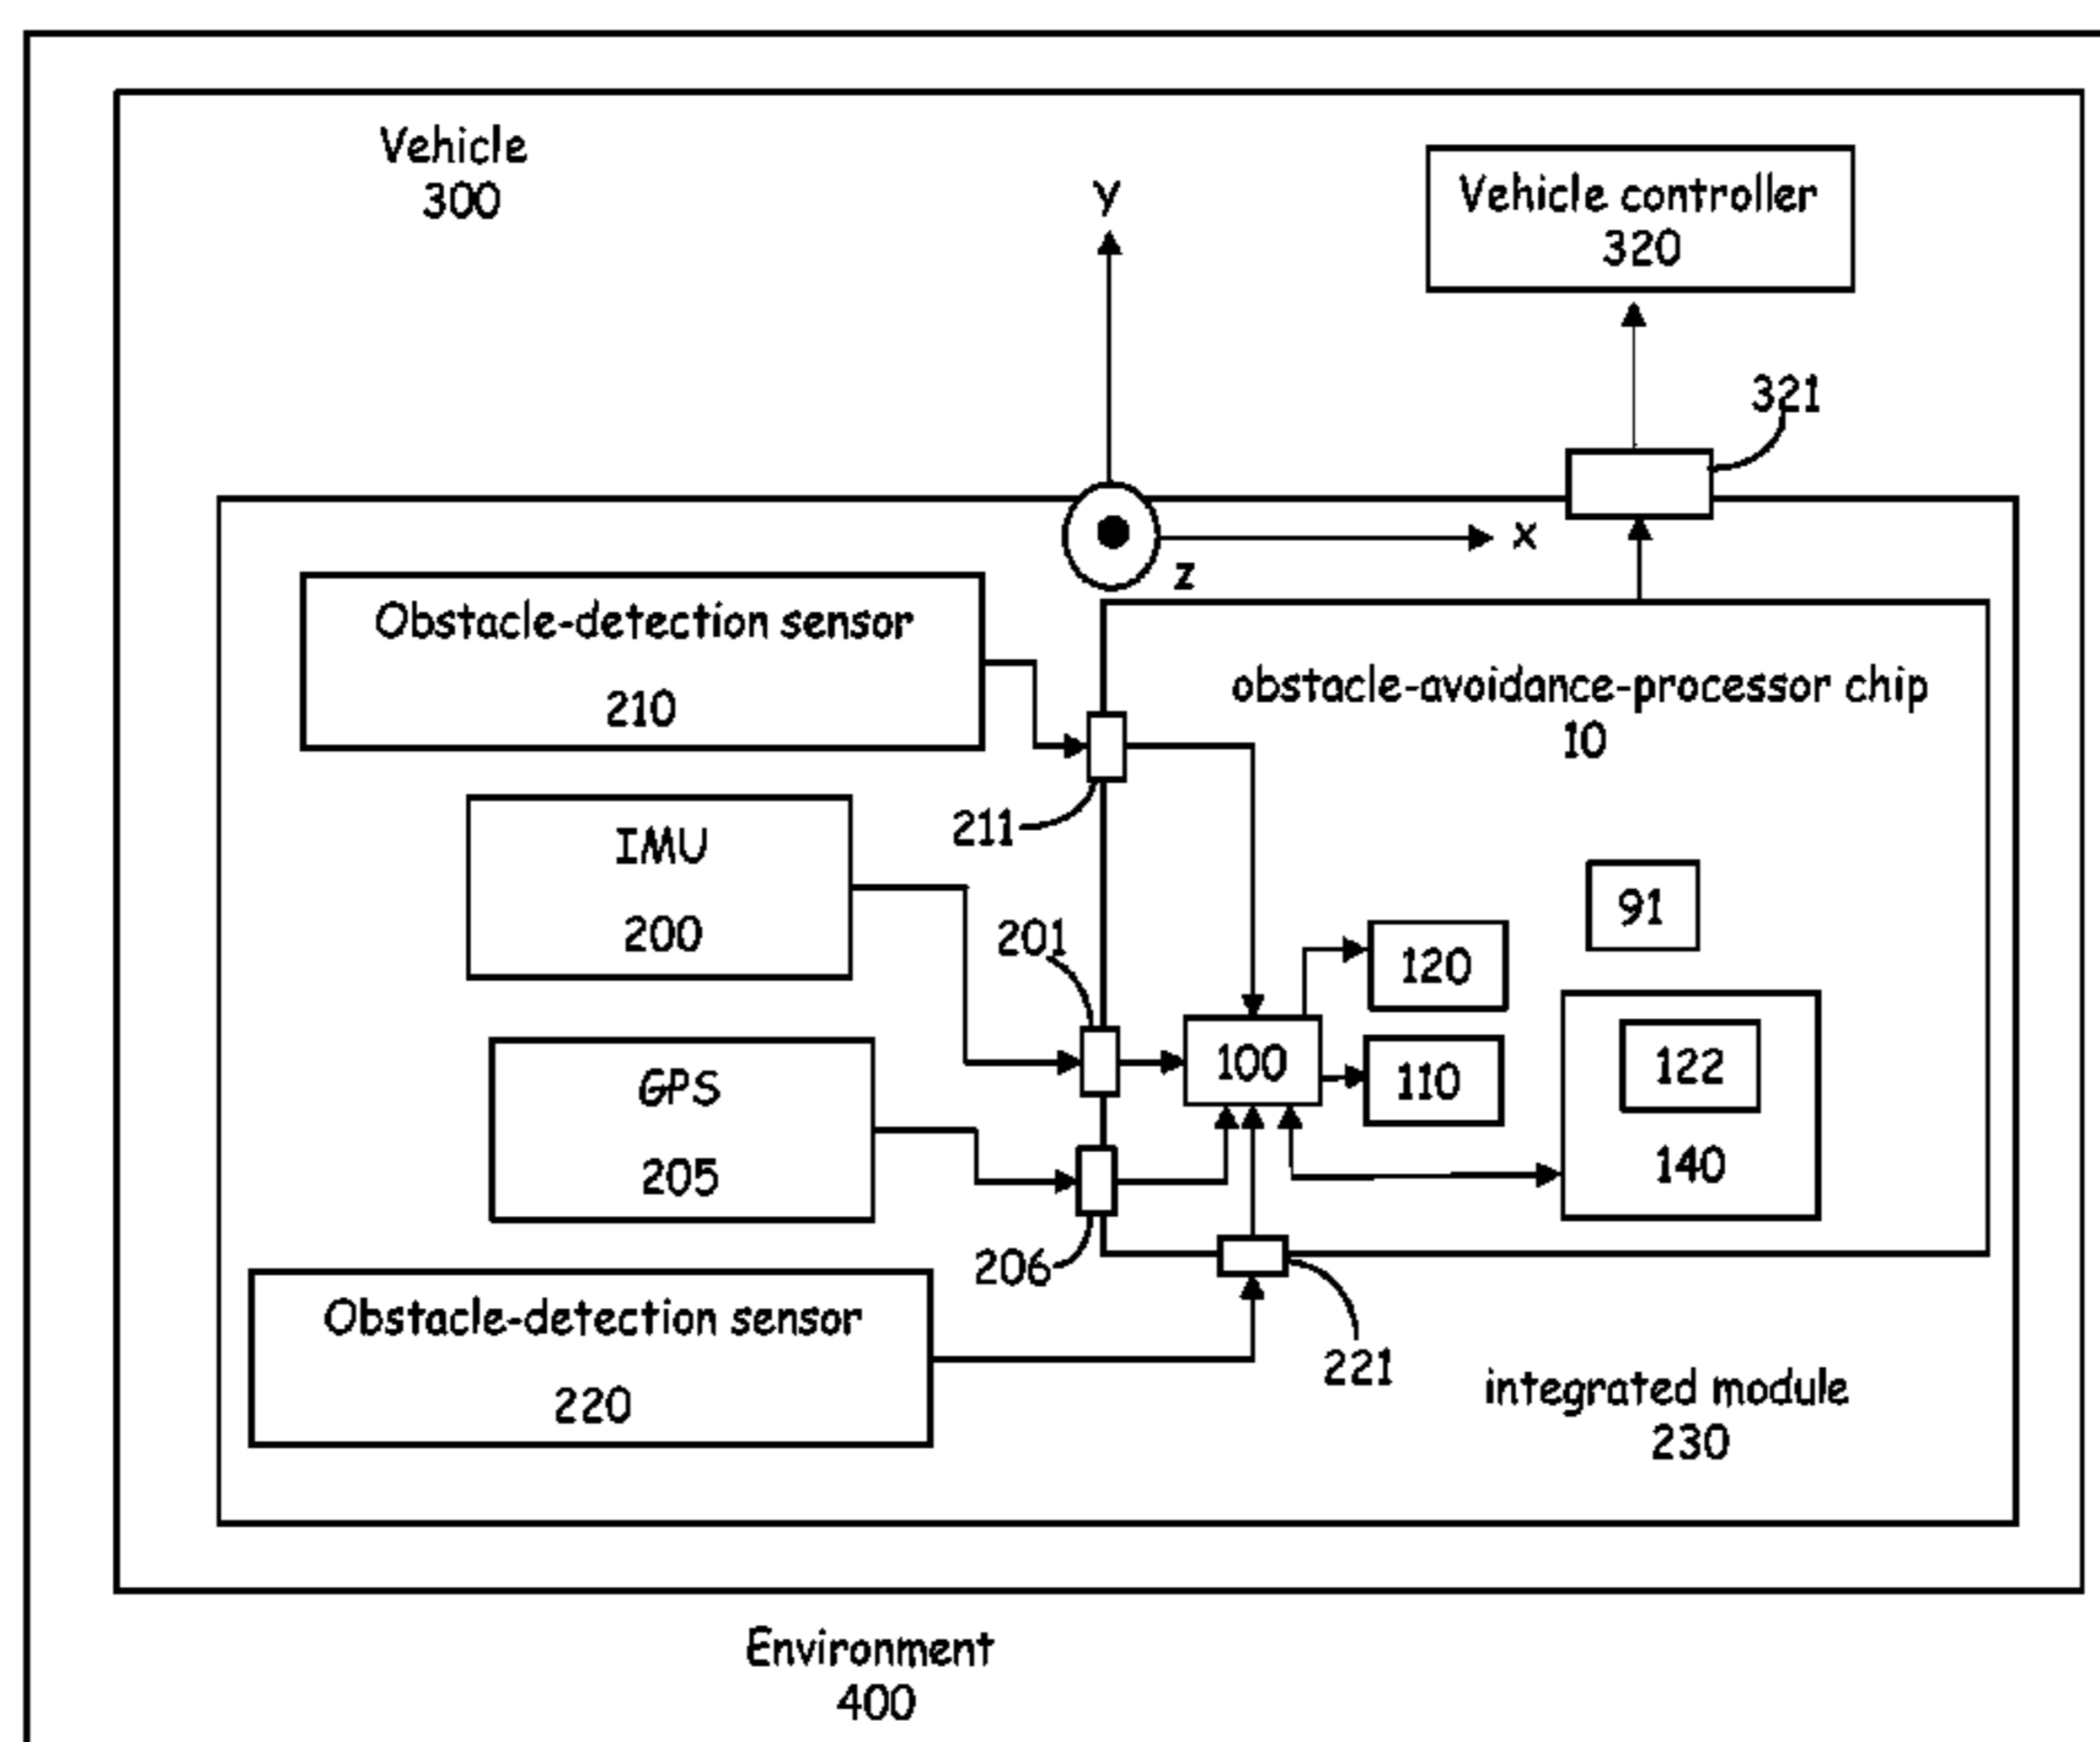 Vehicle
300
y
Vehicle controller
320
321
x
z
Obstacle-detection sensor
210
obstacle-avoidance-processor chip
10
211
IMU
200
91
201
120
100
110
122
140
GPS
205
206
Obstacle-detection sensor
220
221
integrated module
230
Environment
400